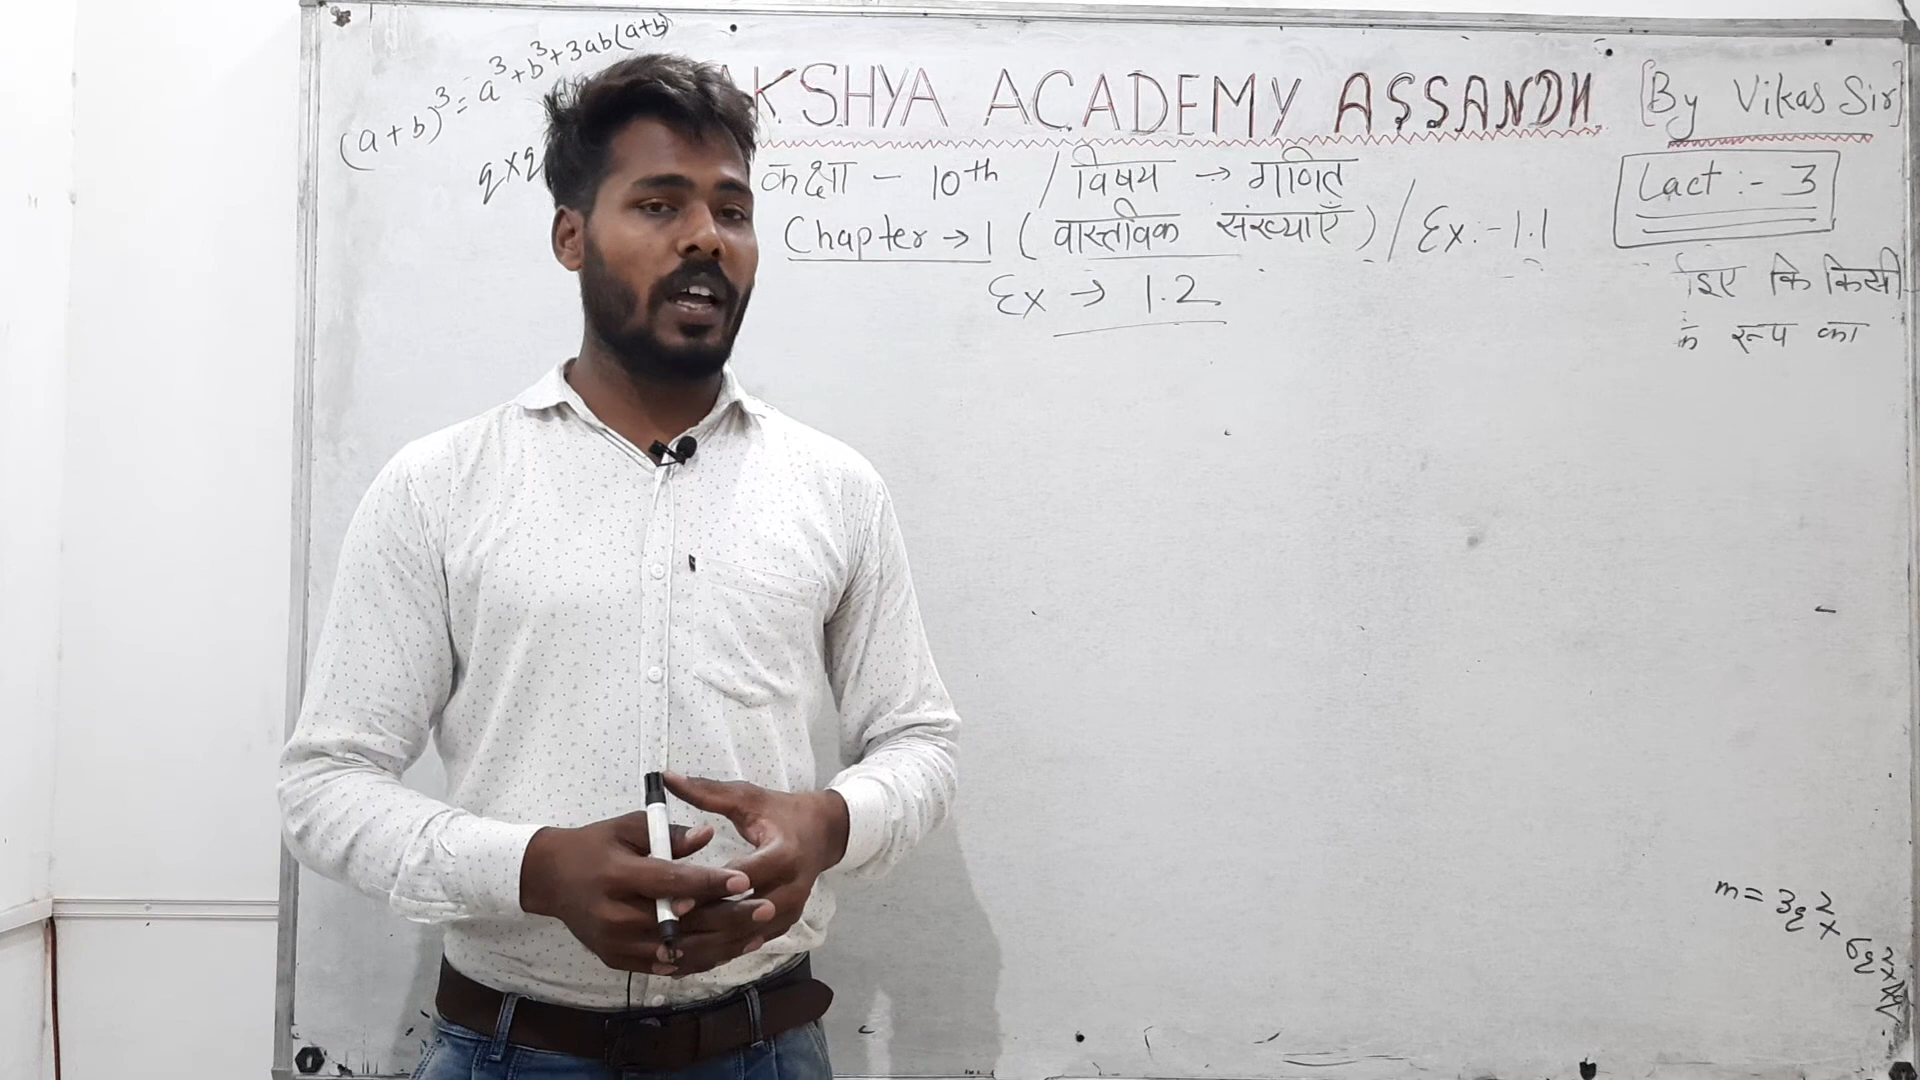 (a+b)³ = a³+b³+3ab(a+b)
AKSHYA ACADEMY ASSANDH [By Vikas Sir]
कक्षा - 10th / विषय → गणित
Lact :- 3
Chapter → 1 ( वास्तविक संख्याएँ ) / Ex :- 1.1
Ex → 1.2
इए कि किसी
के रूप का
m = 3q²